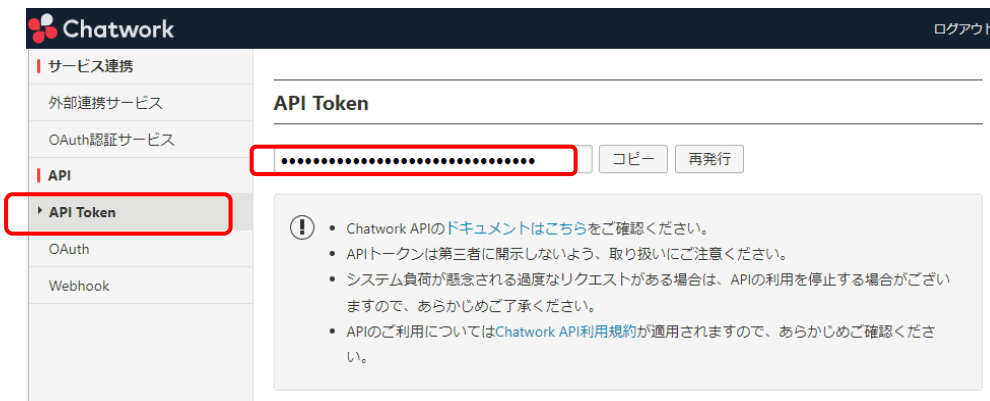 Chatwork
ログアウト
サービス連携
外部連携サービス
OAuth認証サービス
API
API Token
OAuth
Webhook
API Token
••••••••••••••••••••••••••••••••
コピー
再発行
Chatwork APIのドキュメントはこちらをご確認ください。
APIトークンは第三者に開示しないよう、取り扱いにご注意ください。
システム負荷が懸念される過度なリクエストがある場合は、APIの利用を停止する場合がござい
ますので、あらかじめご了承ください。
APIのご利用についてはChatwork API利用規約が適用されますので、あらかじめご確認くださ
い。